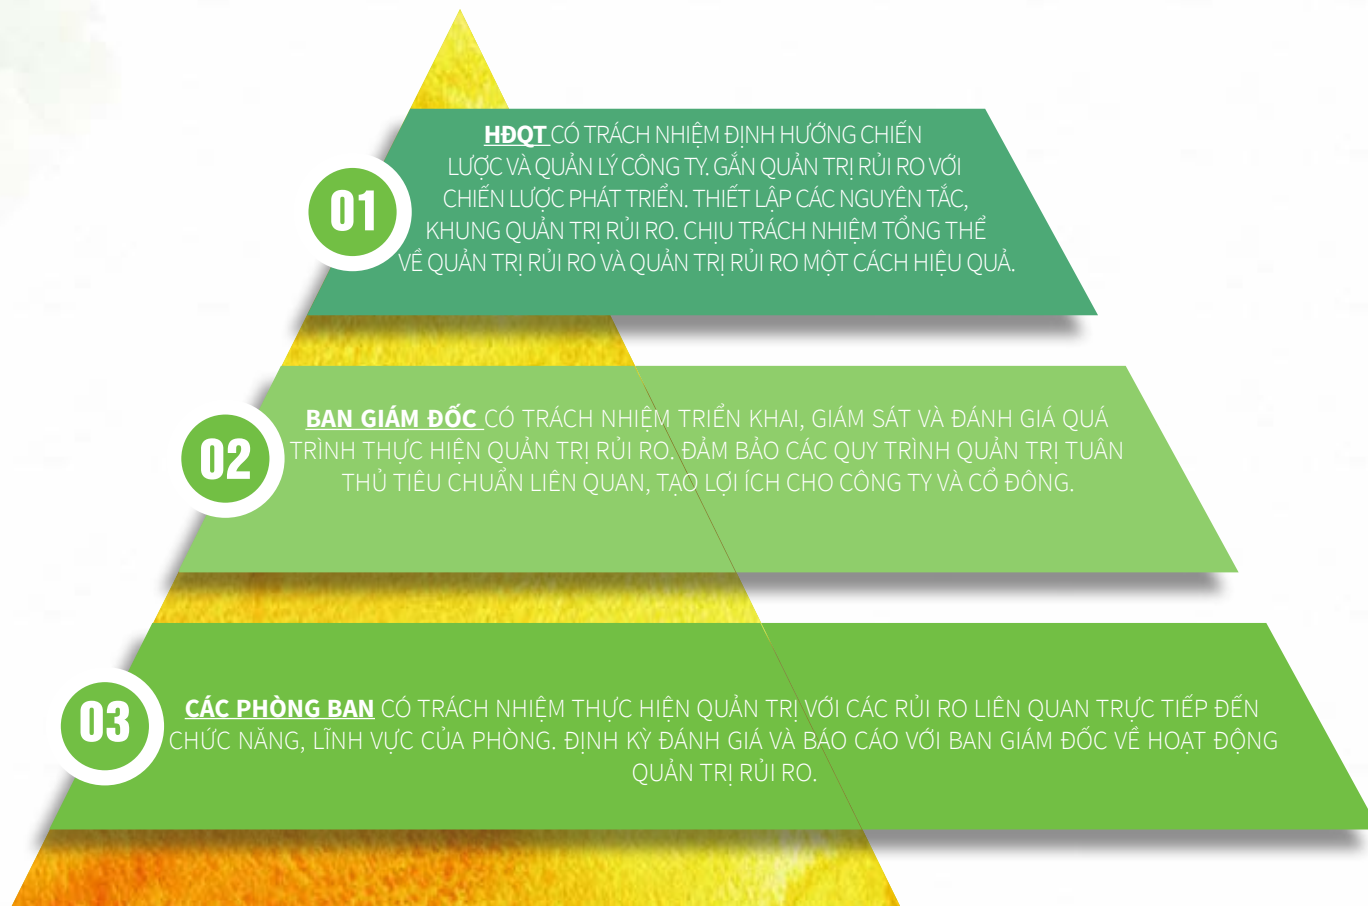 01
HĐQT CÓ TRÁCH NHIỆM ĐỊNH HƯỚNG CHIẾN
LƯỢC VÀ QUẢN LÝ CÔNG TY. GẮN QUẢN TRỊ RỦI RO VỚI
CHIẾN LƯỢC PHÁT TRIỂN. THIẾT LẬP CÁC NGUYÊN TẮC,
KHUNG QUẢN TRỊ RỦI RO. CHỊU TRÁCH NHIỆM TỔNG THỂ
VỀ QUẢN TRỊ RỦI RO VÀ QUẢN TRỊ RỦI RO MỘT CÁCH HIỆU QUẢ.
02
BAN GIÁM ĐỐC CÓ TRÁCH NHIỆM TRIỂN KHAI, GIÁM SÁT VÀ ĐÁNH GIÁ QUÁ
TRÌNH THỰC HIỆN QUẢN TRỊ RỦI RO. ĐẢM BẢO CÁC QUY TRÌNH QUẢN TRỊ TUÂN
THỦ TIÊU CHUẨN LIÊN QUAN, TẠO LỢI ÍCH CHO CÔNG TY VÀ CỔ ĐÔNG.
03
CÁC PHÒNG BAN CÓ TRÁCH NHIỆM THỰC HIỆN QUẢN TRỊ VỚI CÁC RỦI RO LIÊN QUAN TRỰC TIẾP ĐẾN
CHỨC NĂNG, LĨNH VỰC CỦA PHÒNG. ĐỊNH KỲ ĐÁNH GIÁ VÀ BÁO CÁO VỚI BAN GIÁM ĐỐC VỀ HOẠT ĐỘNG
QUẢN TRỊ RỦI RO.